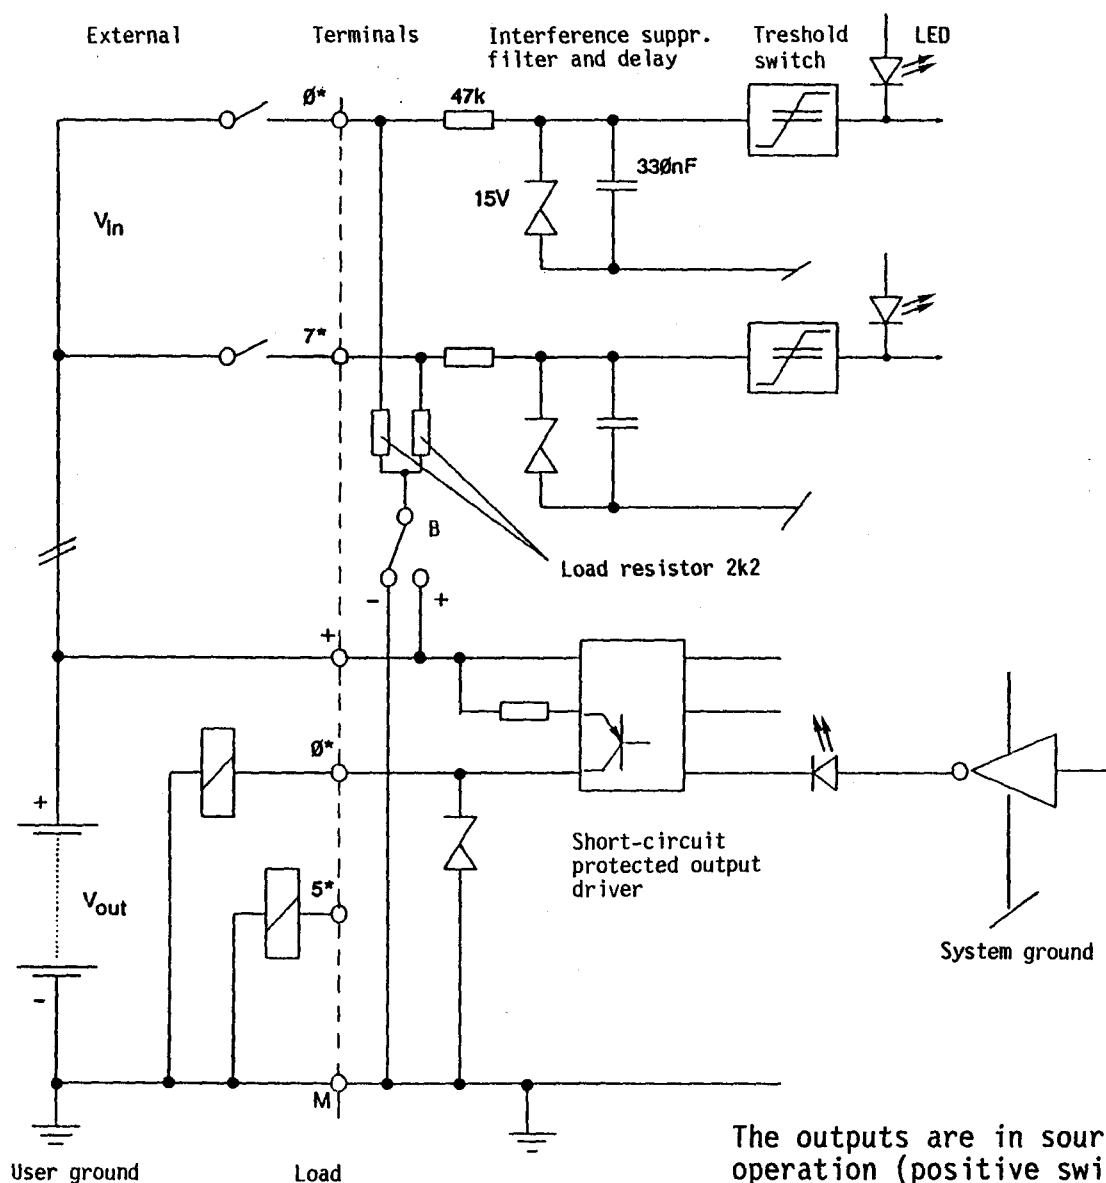 External
Terminals
Interference suppr.
filter and delay
Treshold
switch
LED
Ø*
47k
330nF
15V
Vin
7*
B
Load resistor 2k2
-
+
+
Ø*
+
Short-circuit
protected output
driver
5*
Vout
System ground
-
M
The outputs are in sour
operation (positive swi
User ground
Load